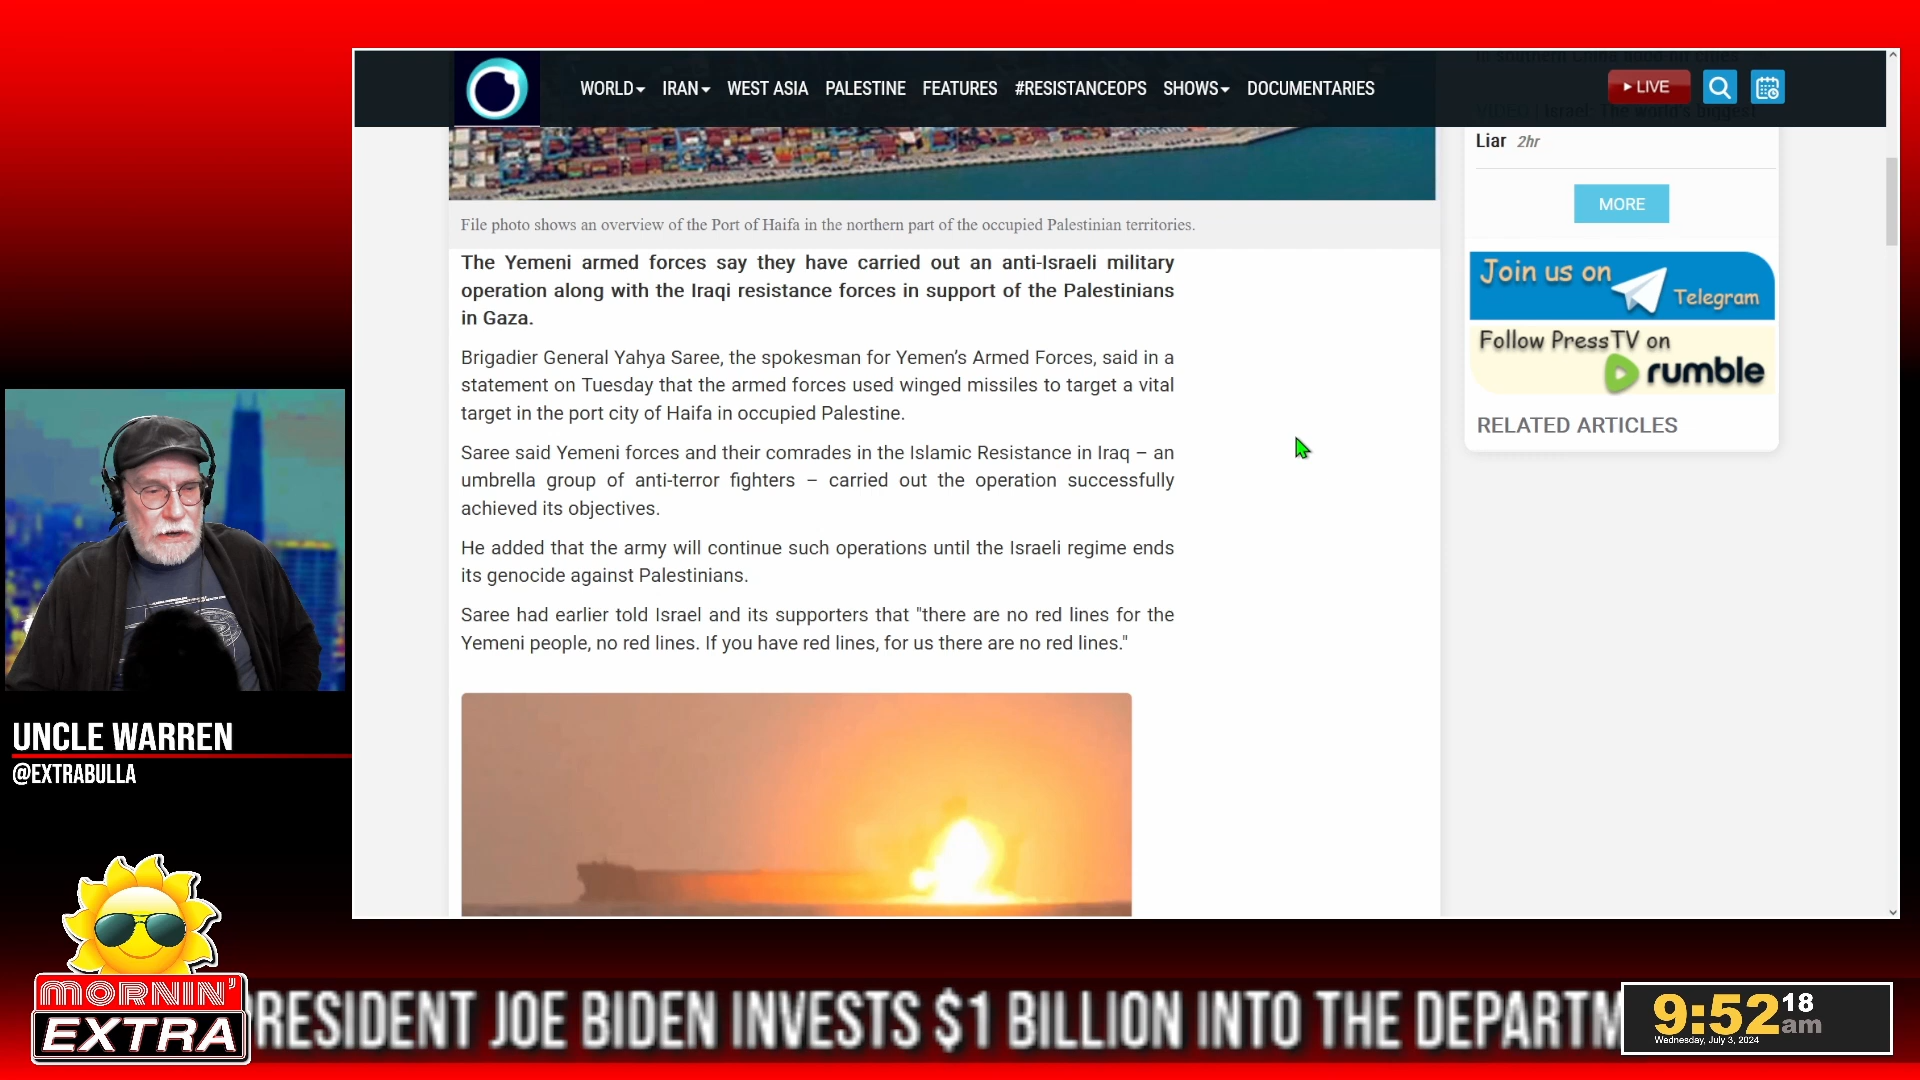 WORLD IRAN WEST ASIA PALESTINE FEATURES #RESISTANCEOPS SHOWS DOCUMENTARIES
LIVE
VIDEO | Israel: The world's biggest
Liar 2hr
MORE
File photo shows an overview of the Port of Haifa in the northern part of the occupied Palestinian territories.
The Yemeni armed forces say they have carried out an anti-Israeli military
operation along with the Iraqi resistance forces in support of the Palestinians
in Gaza.
Brigadier General Yahya Saree, the spokesman for Yemen's Armed Forces, said in a
statement on Tuesday that the armed forces used winged missiles to target a vital
target in the port city of Haifa in occupied Palestine.
Saree said Yemeni forces and their comrades in the Islamic Resistance in Iraq – an
umbrella group of anti-terror fighters – carried out the operation successfully
achieved its objectives.
He added that the army will continue such operations until the Israeli regime ends
its genocide against Palestinians.
Saree had earlier told Israel and its supporters that "there are no red lines for the
Yemeni people, no red lines. If you have red lines, for us there are no red lines."
Join us on
Telegram
Follow PressTV on
rumble
RELATED ARTICLES
UNCLE WARREN
@EXTRABULLA
MORNIN'
EXTRA
RESIDENT JOE BIDEN INVESTS $1 BILLION INTO THE DEPARTM
9:52 18 am
Wednesday, July 3, 2024